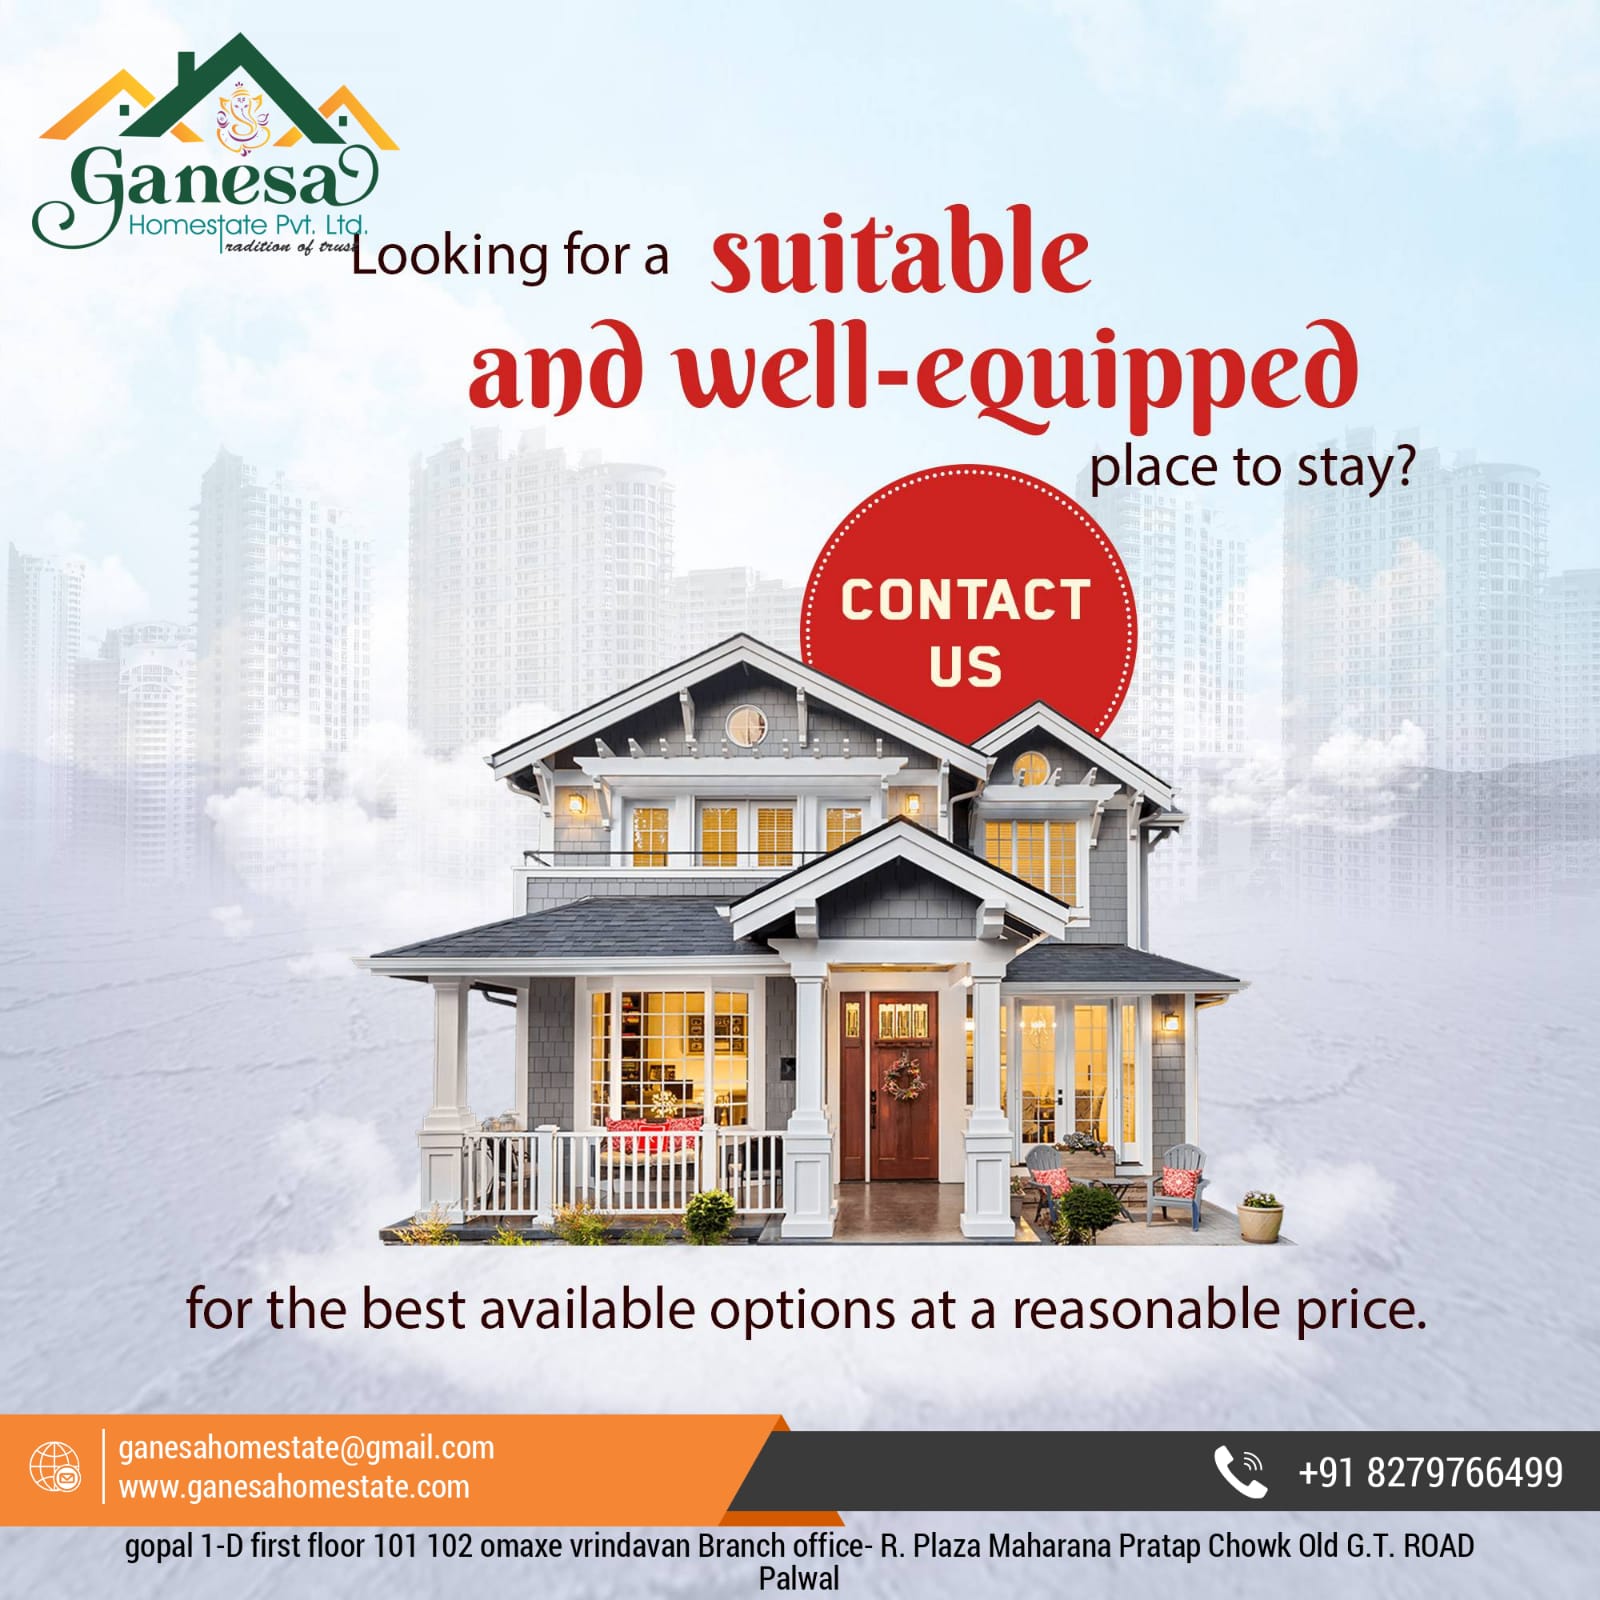 Ganesa
Homestate Pvt. Ltd.
Tradition of trust
Looking for a suitable
and well-equipped
place to stay?
CONTACT
US
for the best available options at a reasonable price.
ganesahomestate@gmail.com
www.ganesahomestate.com
+91 8279766499
gopal 1-D first floor 101 102 omaxe vrindavan Branch office- R. Plaza Maharana Pratap Chowk Old G.T. ROAD
Palwal